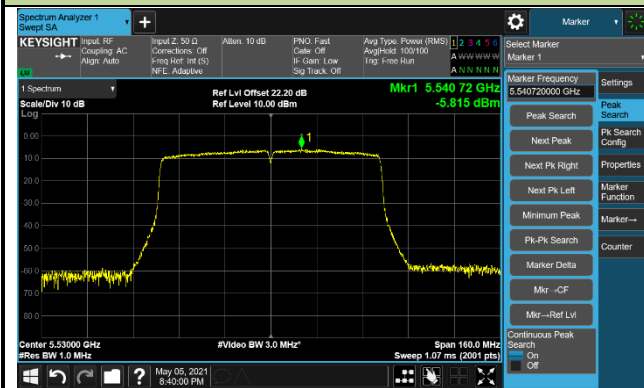 Spectrum Analyzer 1
Swept SA
Marker
KEYSIGHT
Input: RF
Coupling: AC
Align: Auto
Input Z: 50 Ω
Corrections: Off
Freq Ref: Int (S)
NFE: Adaptive
Atten: 10 dB
PNO: Fast
Gate: Off
IF Gain: Low
Sig Track: Off
Avg Type: Power (RMS)
Avg|Hold: 100/100
Trig: Free Run
1 2 3 4 5 6
A W W W W W
A N N N N N
LXI
Select Marker
Marker 1
1 Spectrum
Scale/Div 10 dB
Log
Ref Lvl Offset 22.20 dB
Ref Level 10.00 dBm
Mkr1 5.540 72 GHz
-5.815 dBm
1
0.00
-10.0
-20.0
-30.0
-40.0
-50.0
-60.0
-70.0
-80.0
Center 5.53000 GHz
#Res BW 1.0 MHz
#Video BW 3.0 MHz*
Span 160.0 MHz
Sweep 1.07 ms (2001 pts)
Marker Frequency
5.540720000 GHz
Peak Search
Next Peak
Next Pk Right
Next Pk Left
Minimum Peak
Pk-Pk Search
Marker Delta
Mkr→CF
Mkr→Ref Lvl
Continuous Peak
Search
On
Off
Settings
Peak
Search
Pk Search
Config
Properties
Marker
Function
Marker→
Counter
May 05, 2021
8:40:00 PM